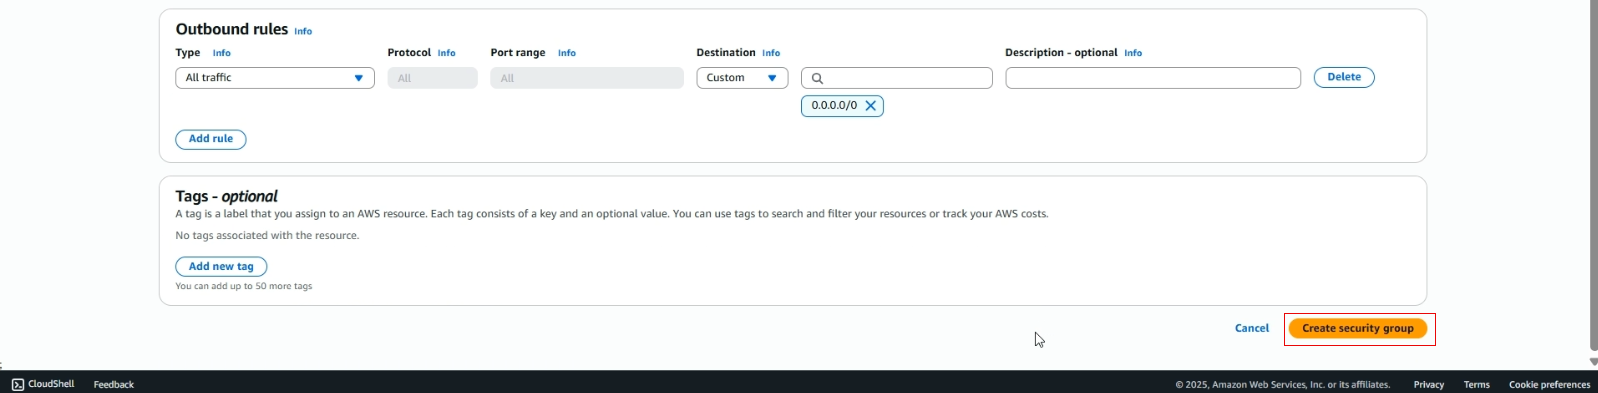 Outbound rules Info
Type Info Protocol Info Port range Info Destination Info Description - optional Info
All traffic All All Custom Delete
0.0.0.0/0
Add rule
Tags - optional
A tag is a label that you assign to an AWS resource. Each tag consists of a key and an optional value. You can use tags to search and filter your resources or track your AWS costs.
No tags associated with the resource.
Add new tag
You can add up to 50 more tags
Cancel Create security group
CloudShell Feedback © 2025, Amazon Web Services, Inc. or its affiliates. Privacy Terms Cookie preferences